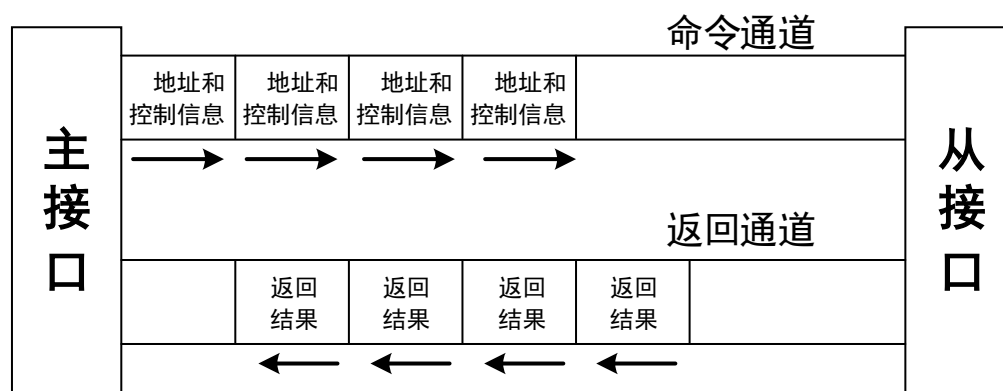 命令通道
地址和 地址和 地址和 地址和
控制信息 控制信息 控制信息 控制信息
主
接
口
从
接
口
返回通道
返回 返回 返回 返回
结果 结果 结果 结果